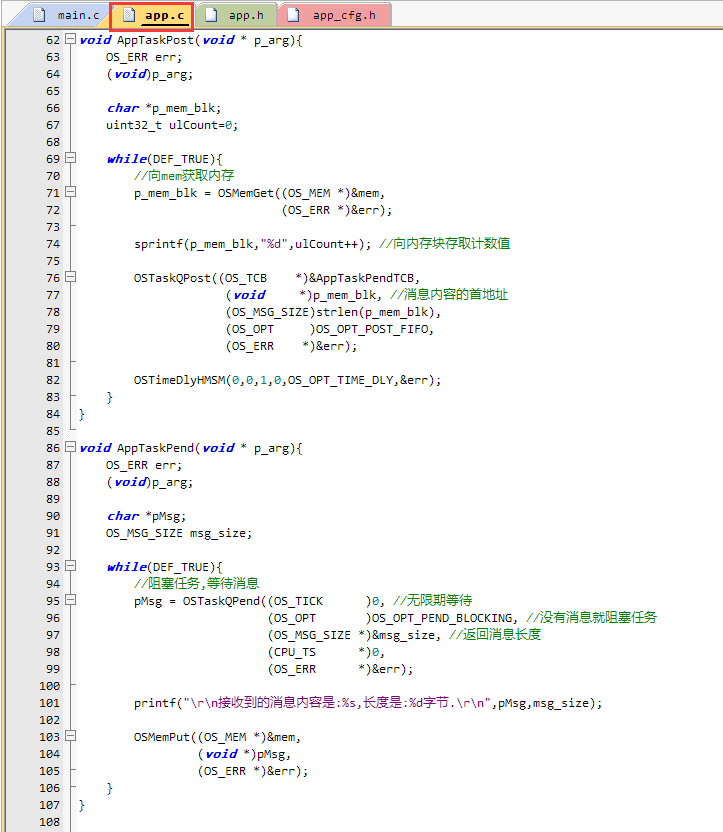 main.c app.c app.h app_cfg.h
62 void AppTaskPost(void * p_arg){
63     OS_ERR err;
64     (void)p_arg;
65
66     char *p_mem_blk;
67     uint32_t ulCount=0;
68
69     while(DEF_TRUE){
70         //向mem获取内存
71         p_mem_blk = OSMemGet((OS_MEM *)&mem,
72                              (OS_ERR *)&err);
73
74         sprintf(p_mem_blk,"%d",ulCount++); //向内存块存取计数值
75
76         OSTaskQPost((OS_TCB    *)&AppTaskPendTCB,
77                     (void     *)p_mem_blk, //消息内容的首地址
78                     (OS_MSG_SIZE)strlen(p_mem_blk),
79                     (OS_OPT     )OS_OPT_POST_FIFO,
80                     (OS_ERR    *)&err);
81
82         OSTimeDlyHMSM(0,0,1,0,OS_OPT_TIME_DLY,&err);
83     }
84 }
85
86 void AppTaskPend(void * p_arg){
87     OS_ERR err;
88     (void)p_arg;
89
90     char *pMsg;
91     OS_MSG_SIZE msg_size;
92
93     while(DEF_TRUE){
94         //阻塞任务,等待消息
95         pMsg = OSTaskQPend((OS_TICK      )0, //无限期等待
96                            (OS_OPT       )OS_OPT_PEND_BLOCKING, //没有消息就阻塞任务
97                            (OS_MSG_SIZE *)&msg_size, //返回消息长度
98                            (CPU_TS      *)0,
99                            (OS_ERR      *)&err);
100
101         printf("\r\n接收到的消息内容是:%s,长度是:%d字节.\r\n",pMsg,msg_size);
102
103         OSMemPut((OS_MEM *)&mem,
104                  (void *)pMsg,
105                  (OS_ERR *)&err);
106     }
107 }
108